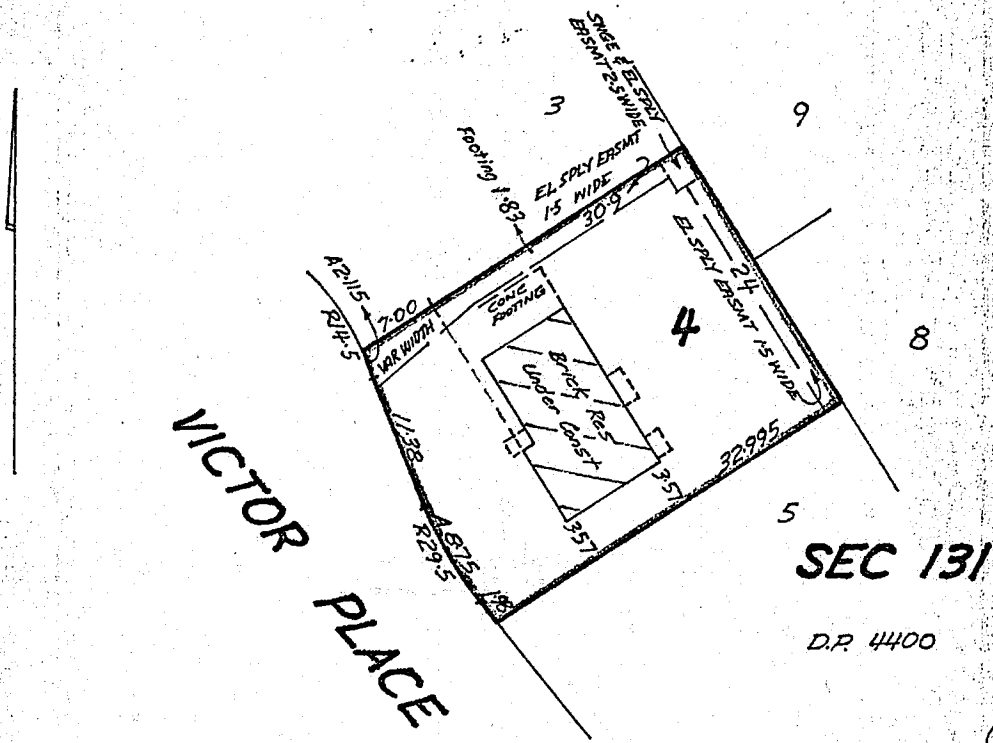 SWGE & EL SPLY
EASMT 2·5 WIDE
3
9
Footing 1·83
EL SPLY EASMT
1·5 WIDE
30·9
A2·115
R14·5
7·00
VAR WIDTH
CONC
FOOTING
4
24
EL SPLY EASMT 1·5 WIDE
8
Brick Res
Under Const
11·38
VICTOR PLACE
A 8·75
R29·5
1·98
3·57
3·57
32·995
5
SEC 131
D.P. 4400